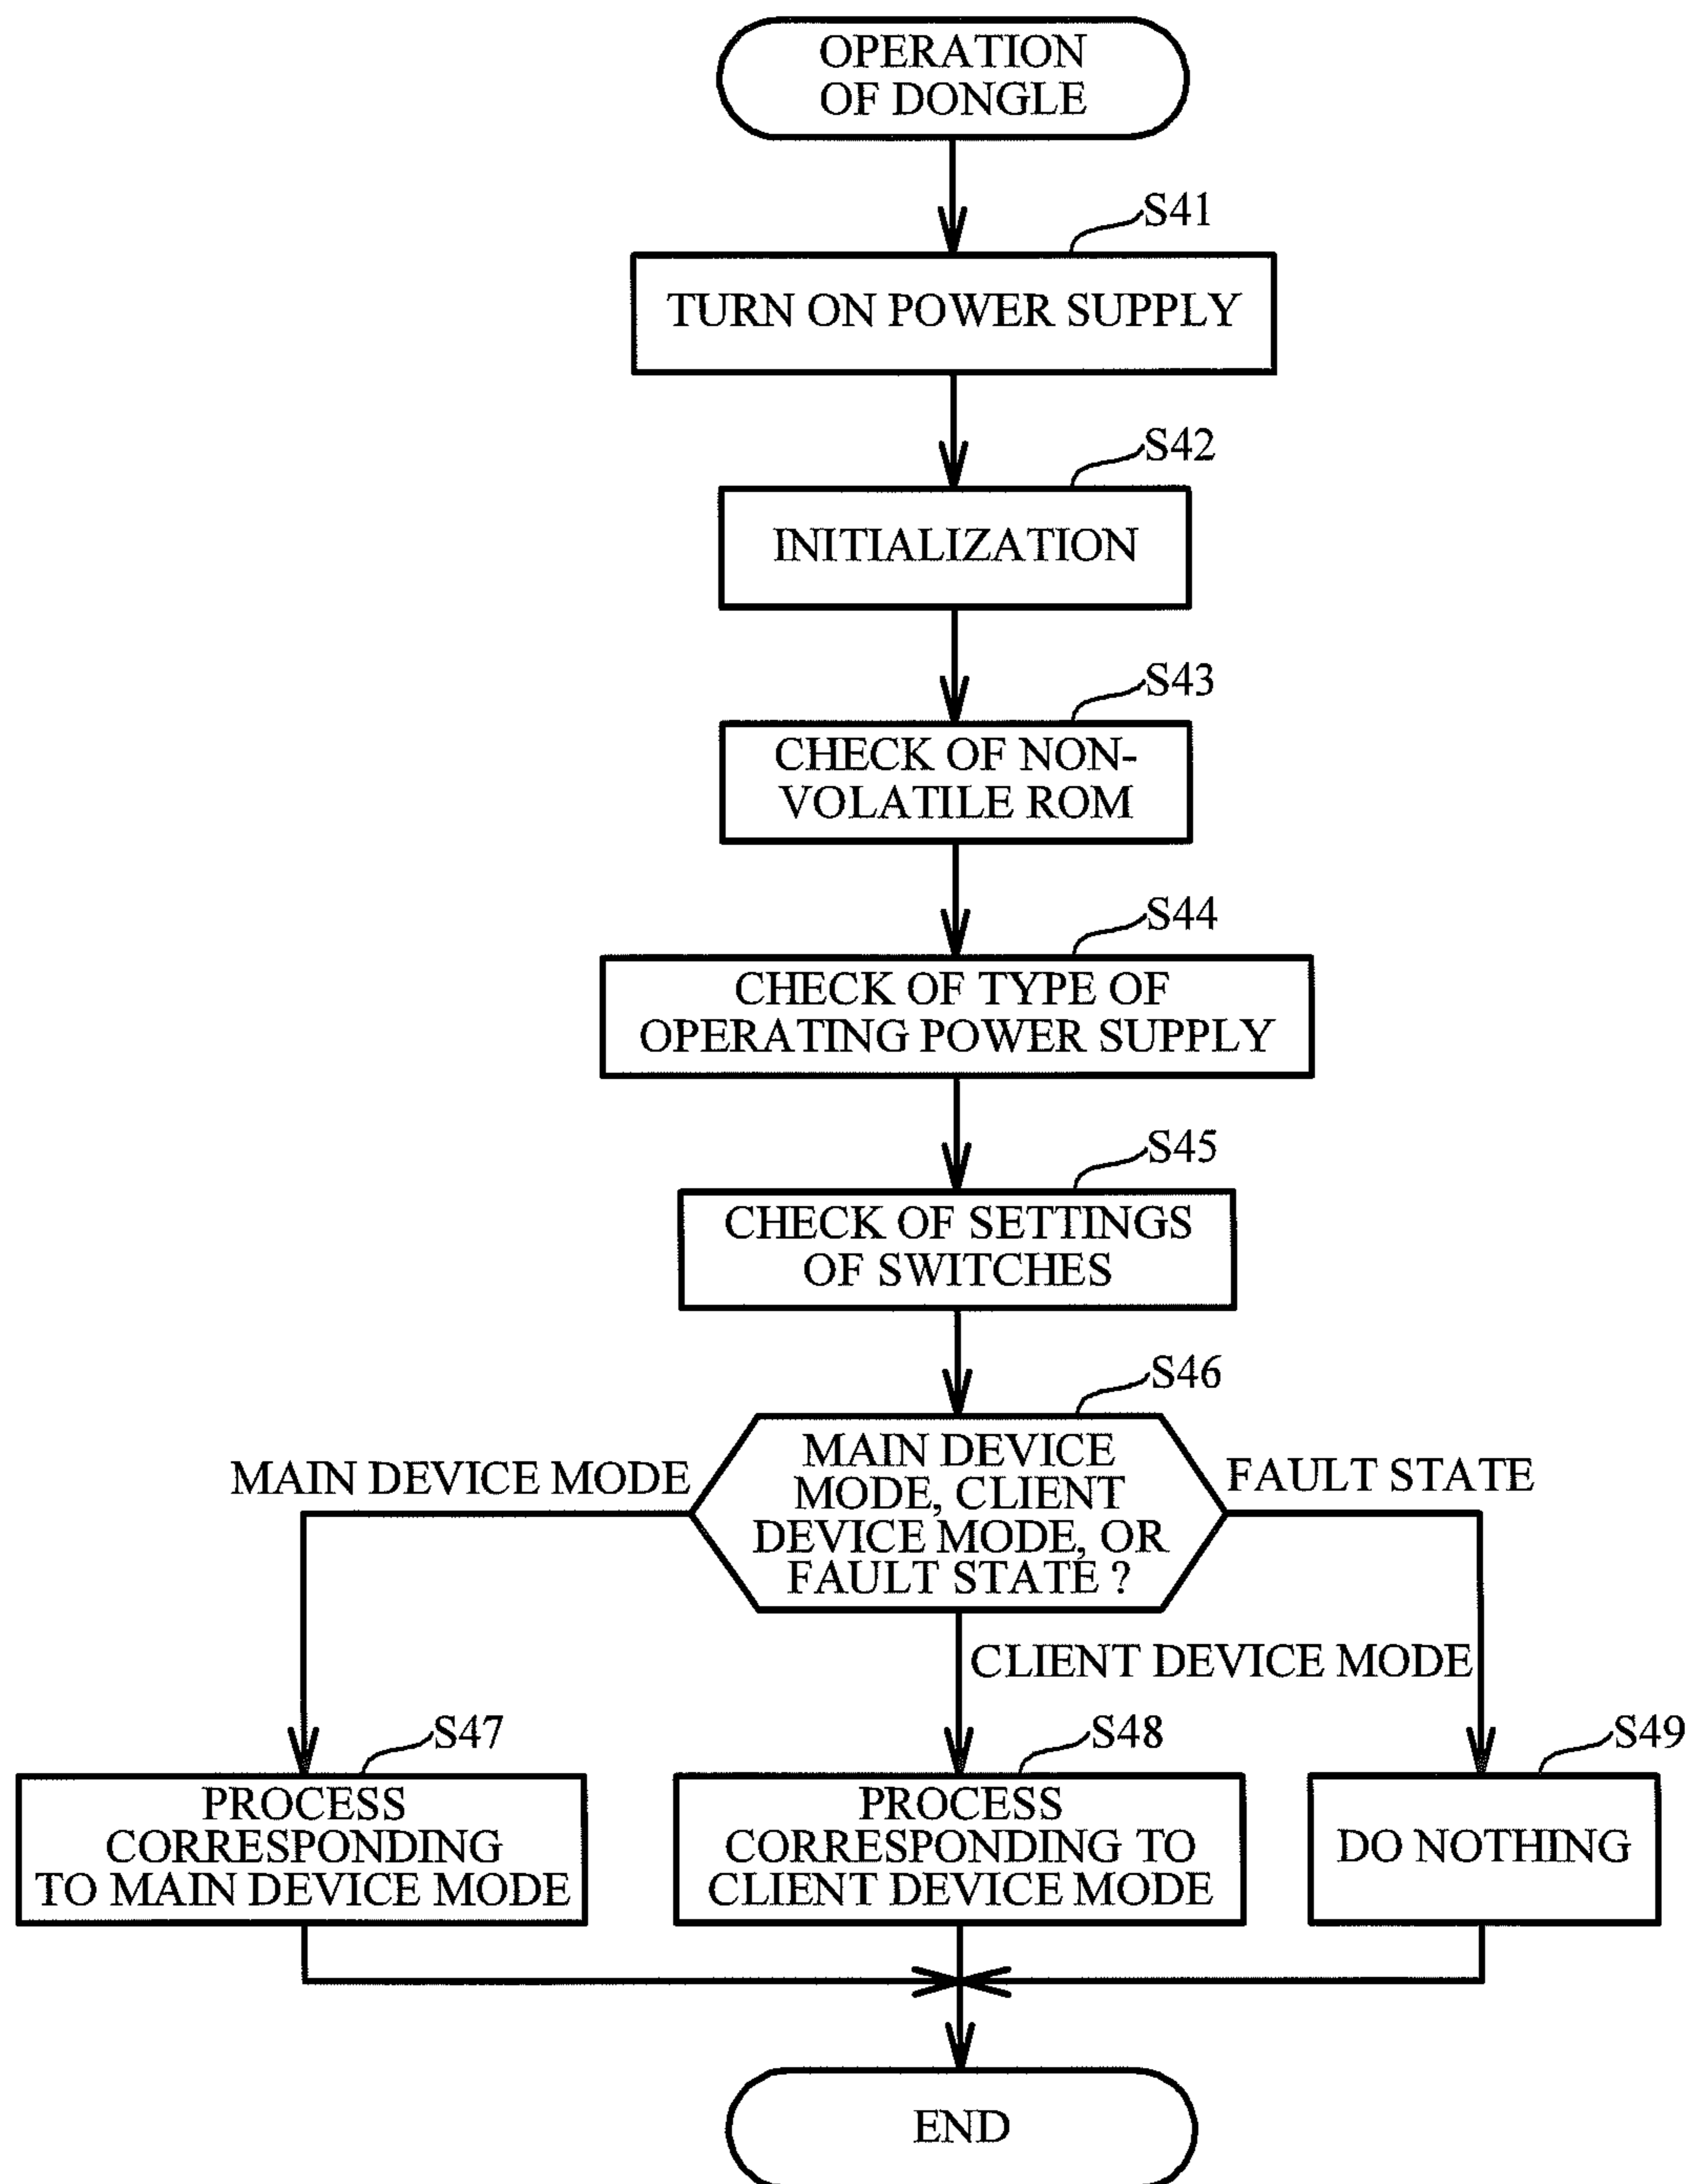 OPERATION
OF DONGLE
S41
TURN ON POWER SUPPLY
S42
INITIALIZATION
S43
CHECK OF NON-
VOLATILE ROM
S44
CHECK OF TYPE OF
OPERATING POWER SUPPLY
S45
CHECK OF SETTINGS
OF SWITCHES
S46
MAIN DEVICE
MODE, CLIENT
DEVICE MODE, OR
FAULT STATE ?
MAIN DEVICE MODE
FAULT STATE
CLIENT DEVICE MODE
S47
PROCESS
CORRESPONDING
TO MAIN DEVICE MODE
S48
PROCESS
CORRESPONDING TO
CLIENT DEVICE MODE
S49
DO NOTHING
END